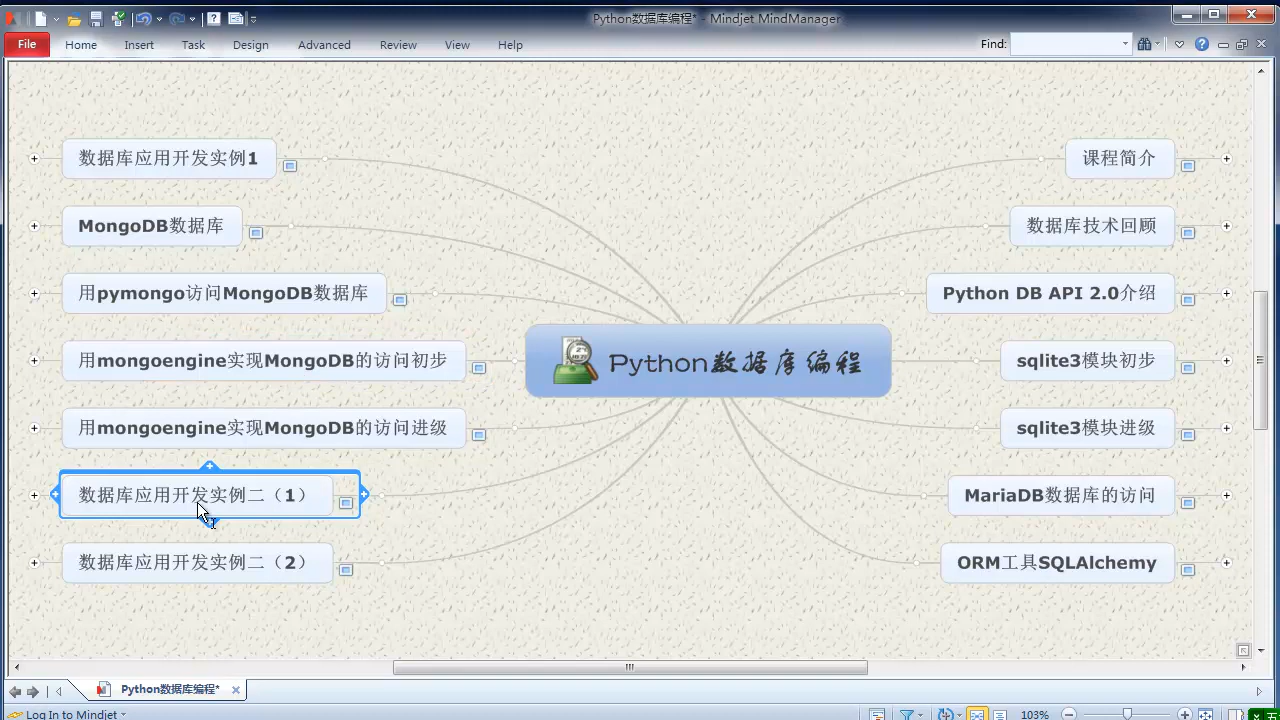 Python数据库编程* - Mindjet MindManager
File Home Insert Task Design Advanced Review View Help Find:
数据库应用开发实例1
MongoDB数据库
用pymongo访问MongoDB数据库
用mongoengine实现MongoDB的访问初步
用mongoengine实现MongoDB的访问进级
数据库应用开发实例二（1）
数据库应用开发实例二（2）
Python数据库编程
课程简介
数据库技术回顾
Python DB API 2.0介绍
sqlite3模块初步
sqlite3模块进级
MariaDB数据库的访问
ORM工具SQLAlchemy
Python数据库编程*
Log In to Mindjet
103%